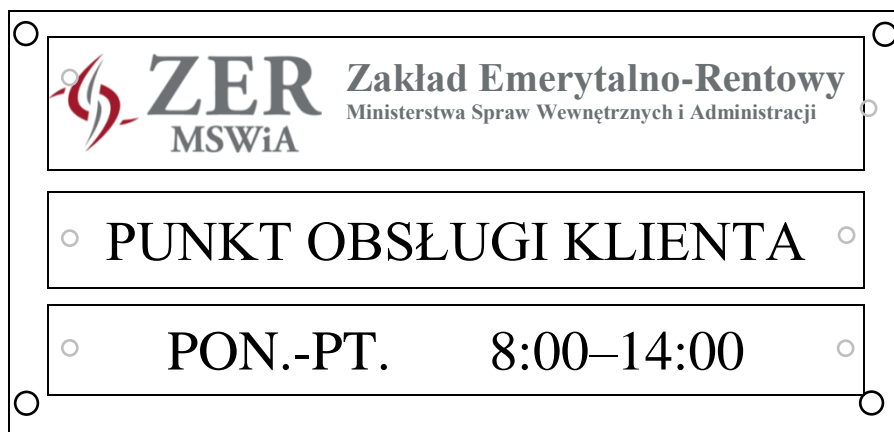 ZER
MSWiA
Zakład Emerytalno-Rentowy
Ministerstwa Spraw Wewnętrznych i Administracji
PUNKT OBSŁUGI KLIENTA
PON.-PT. 8:00–14:00